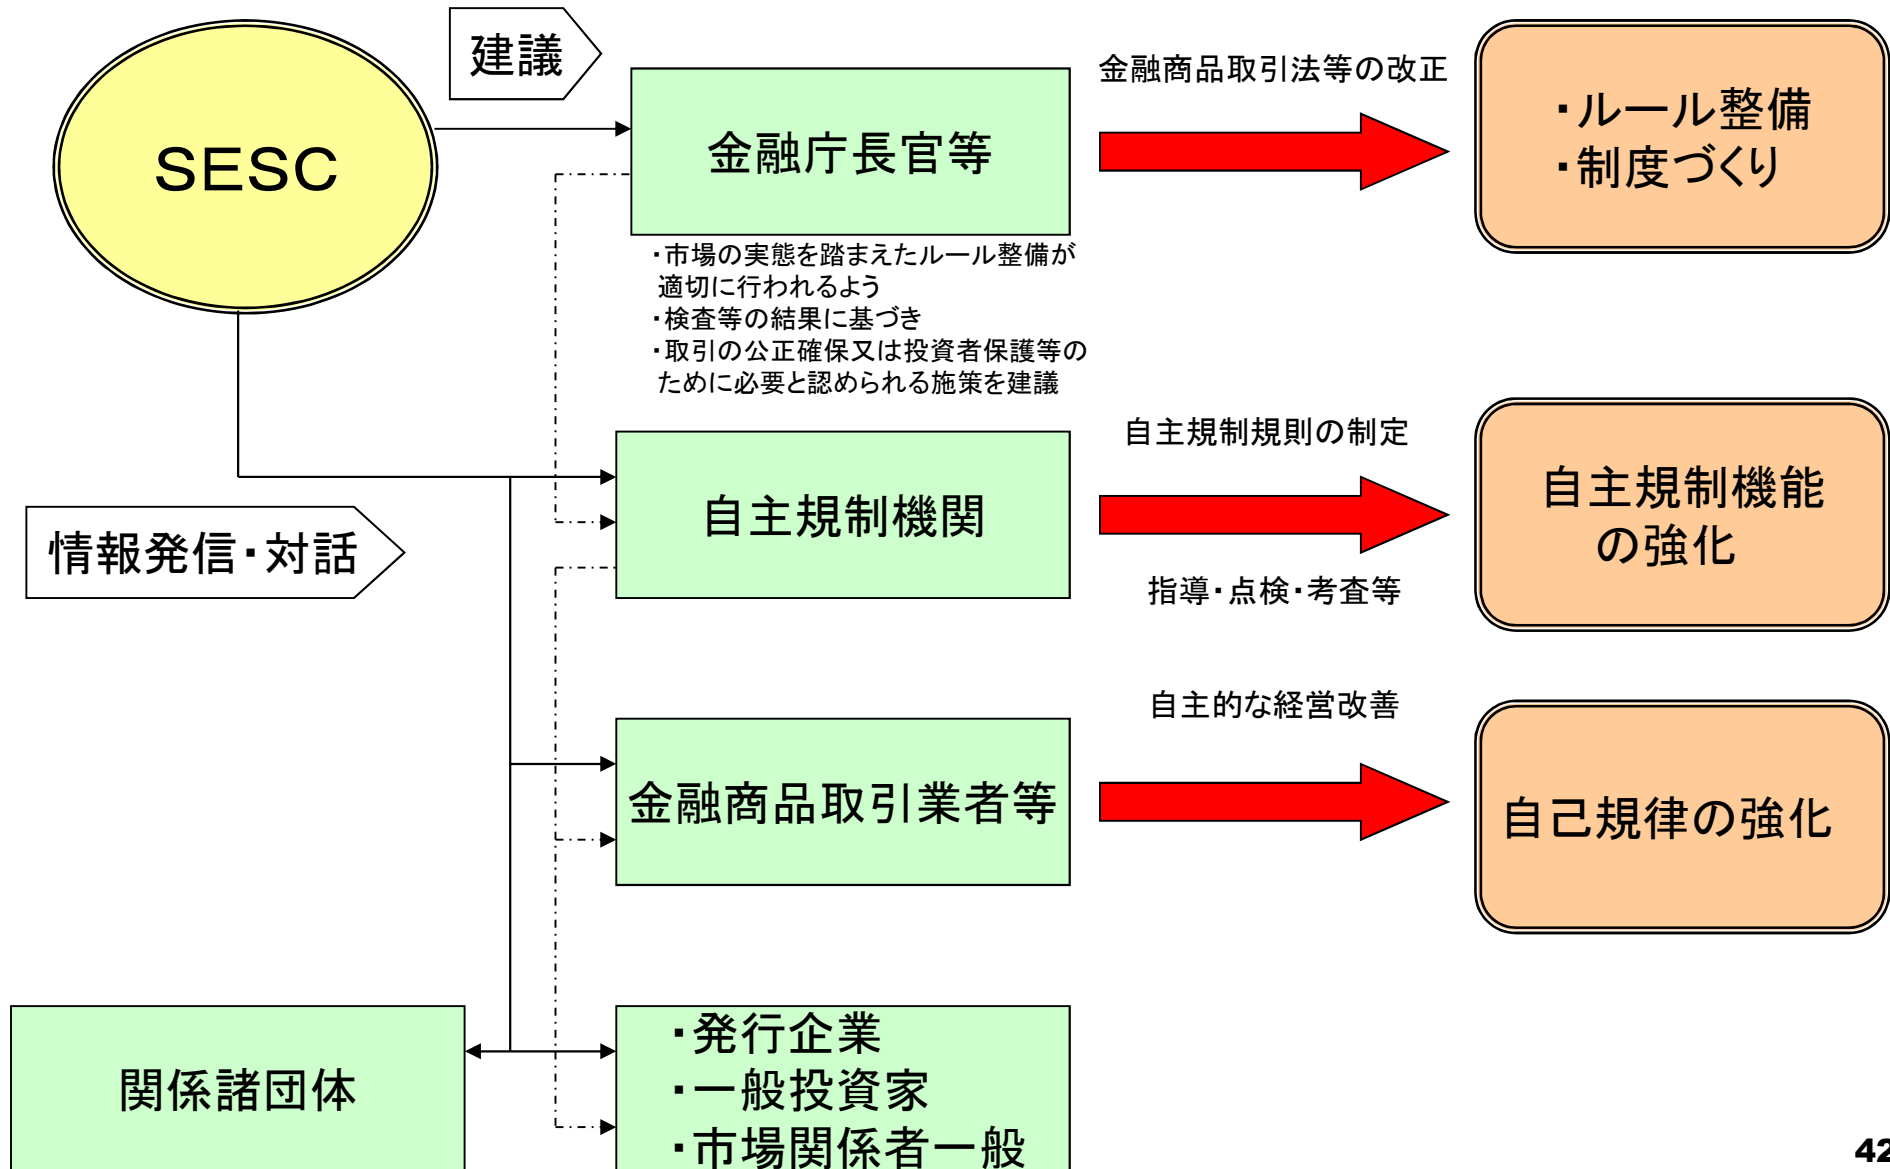 建議
SESC
金融庁長官等
金融商品取引法等の改正
・ルール整備
・制度づくり
・市場の実態を踏まえたルール整備が
適切に行われるよう
・検査等の結果に基づき
・取引の公正確保又は投資者保護等の
ために必要と認められる施策を建議
情報発信・対話
自主規制機関
自主規制規則の制定
指導・点検・考査等
自主規制機能
の強化
金融商品取引業者等
自主的な経営改善
自己規律の強化
関係諸団体
・発行企業
・一般投資家
・市場関係者一般
42